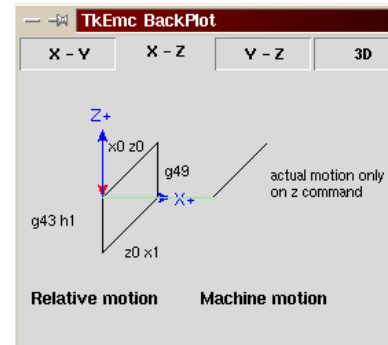 TkEmc BackPlot
X - Y
X - Z
Y - Z
3D
Z+
x0 z0
g49
X+
actual motion only
on z command
g43 h1
z0 x1
Relative motion
Machine motion